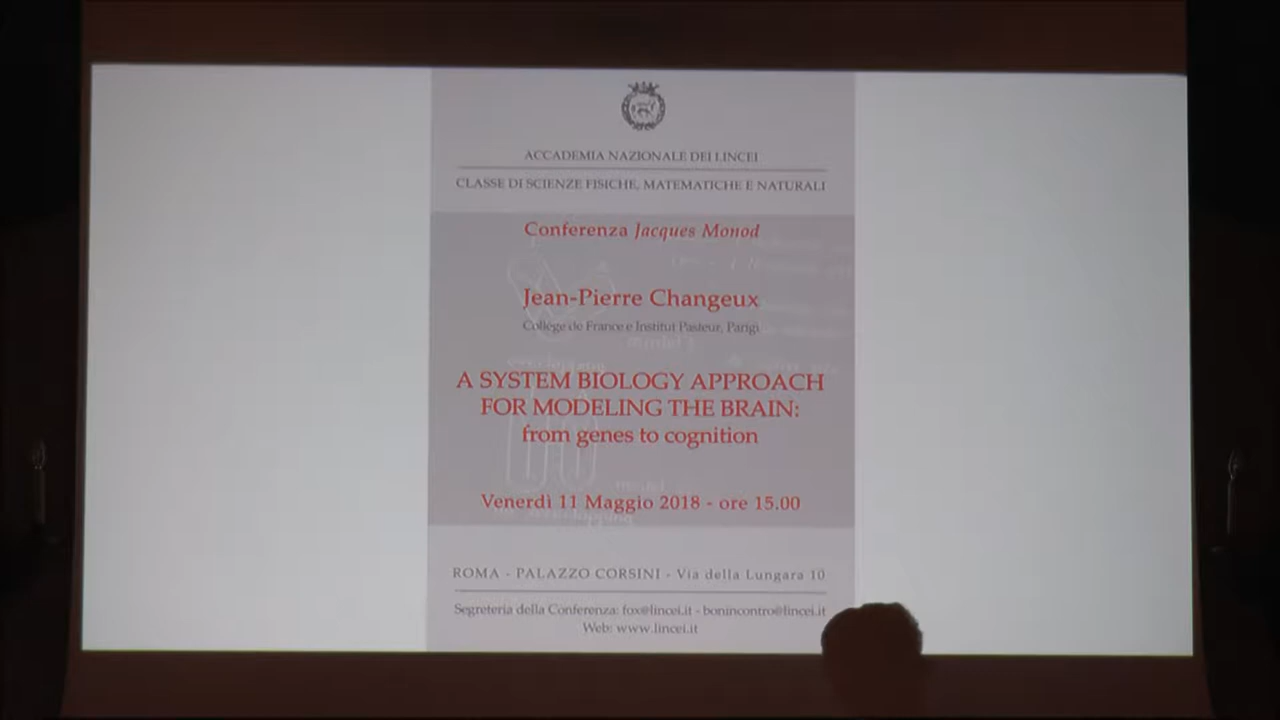 ACCADEMIA NAZIONALE DEI LINCEI
CLASSE DI SCIENZE FISICHE, MATEMATICHE E NATURALI
Conferenza Jacques Monod
Jean-Pierre Changeux
Collège de France e Institut Pasteur, Parigi
A SYSTEM BIOLOGY APPROACH
FOR MODELING THE BRAIN:
from genes to cognition
Venerdì 11 Maggio 2018 - ore 15.00
ROMA - PALAZZO CORSINI - Via della Lungara 10
Segreteria della Conferenza: fox@lincei.it - bonincontro@lincei.it
Web: www.lincei.it